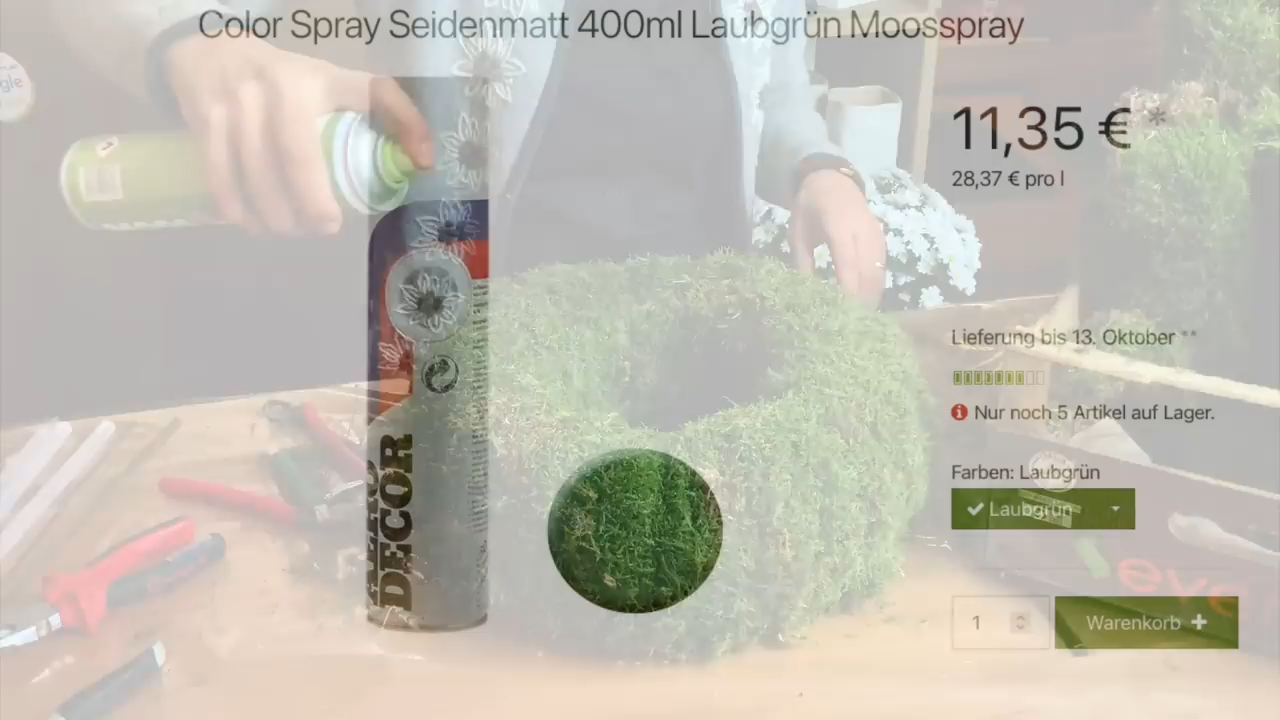 Color Spray Seidenmatt 400ml Laubgrün Moosspray
gle
11,35 € *
28,37 € pro l
Lieferung bis 13. Oktober **
Nur noch 5 Artikel auf Lager.
Farben: Laubgrün
Laubgrün
1
Warenkorb +
DECOR